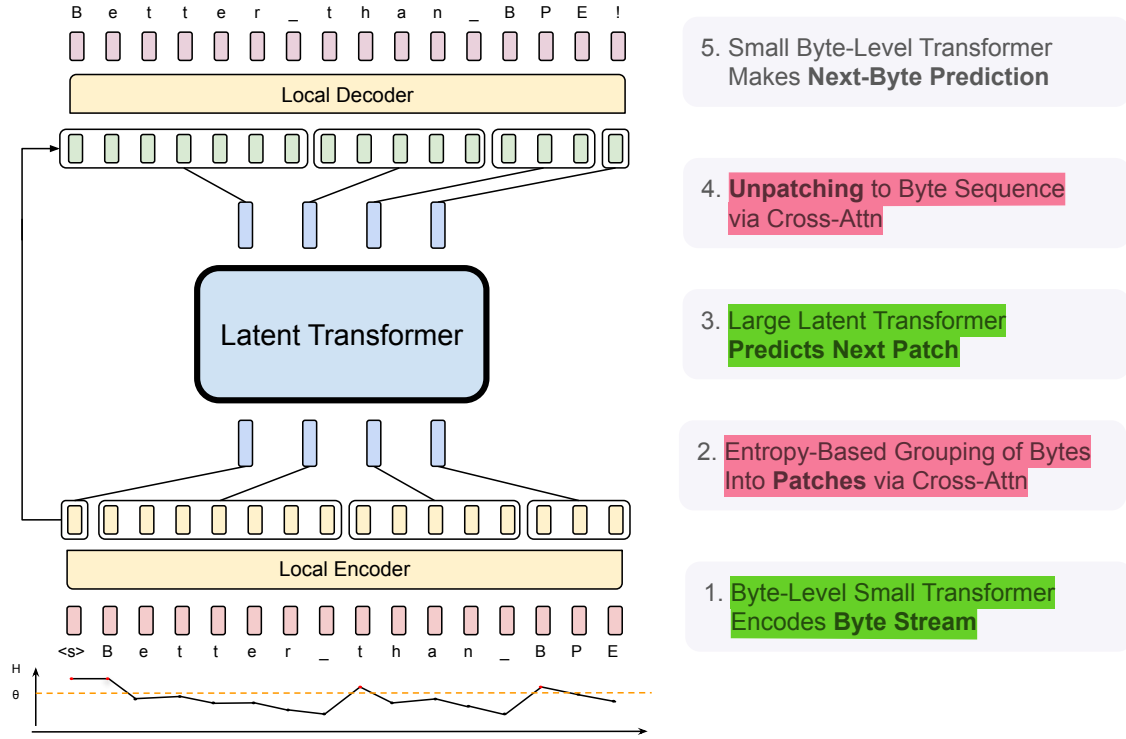 B e t t e r _ t h a n _ B P E !
Local Decoder
Latent Transformer
Local Encoder
<s> B e t t e r _ t h a n _ B P E
H
θ
5. Small Byte-Level Transformer
Makes Next-Byte Prediction
4. Unpatching to Byte Sequence
via Cross-Attn
3. Large Latent Transformer
Predicts Next Patch
2. Entropy-Based Grouping of Bytes
Into Patches via Cross-Attn
1. Byte-Level Small Transformer
Encodes Byte Stream